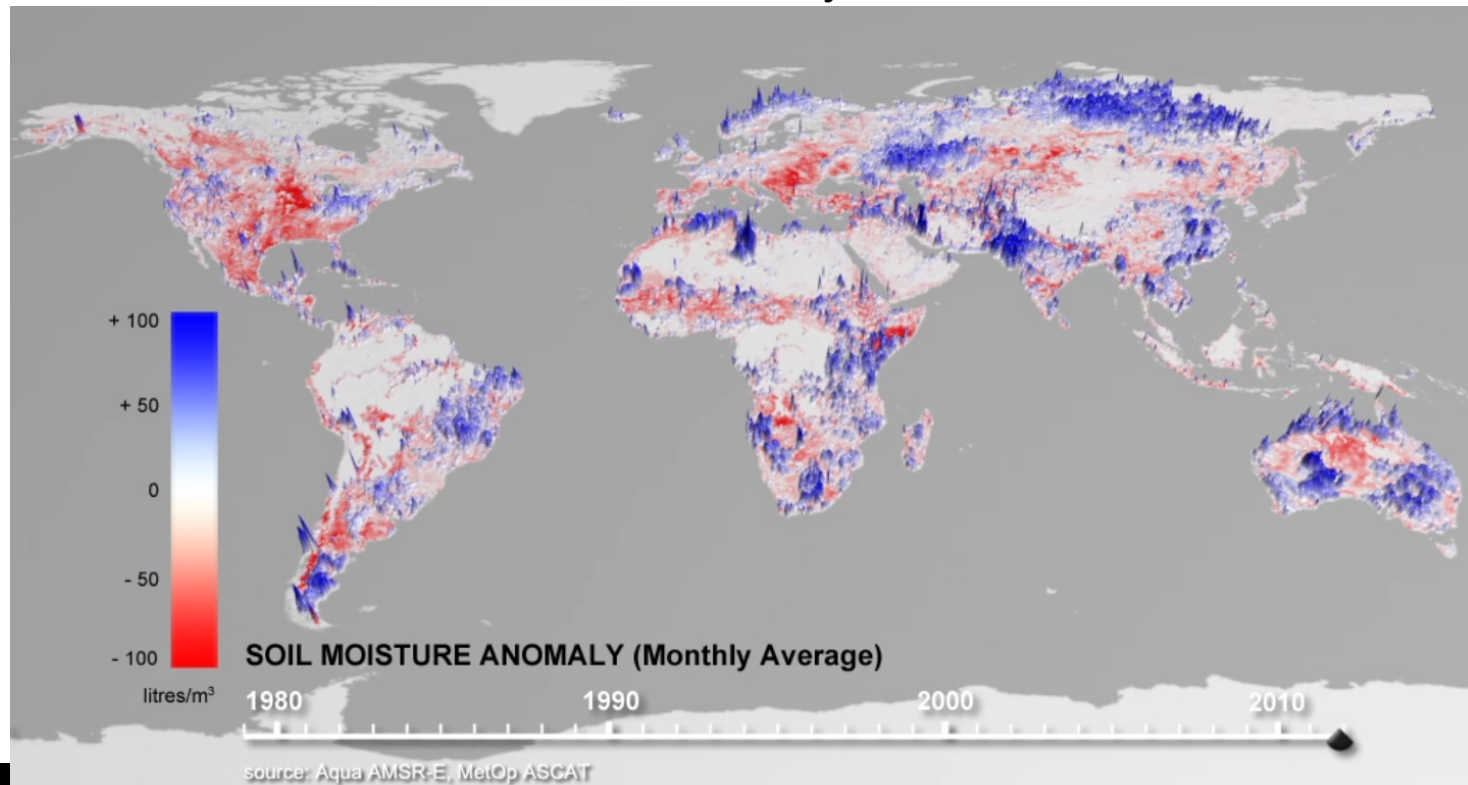 + 100
+ 50
0
- 50
- 100
litres/m³
SOIL MOISTURE ANOMALY (Monthly Average)
1980 1990 2000 2010
source: Aqua AMSR-E, MetOp ASCAT